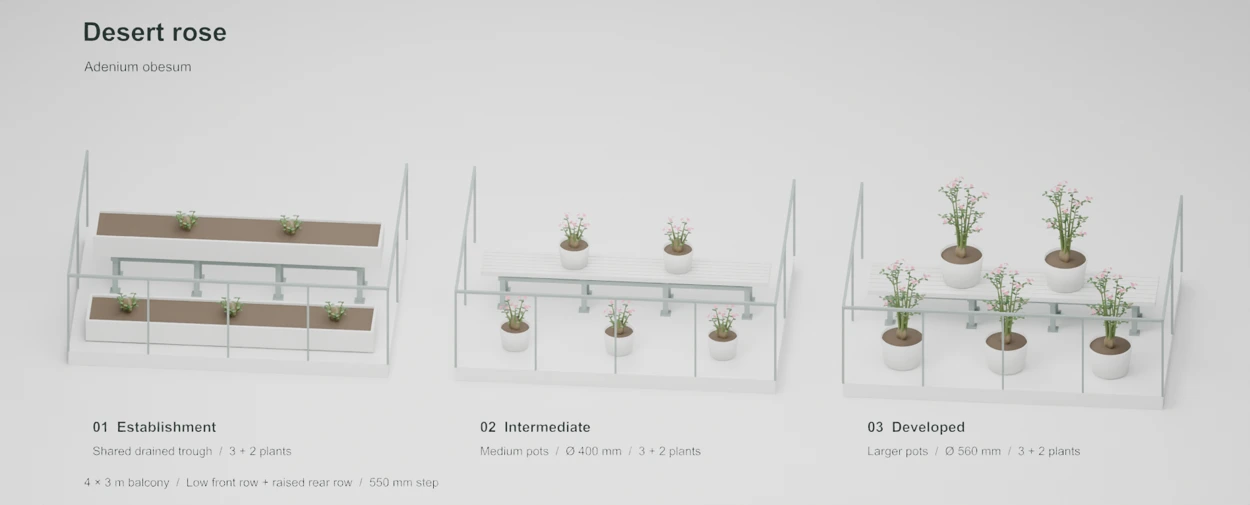 Desert rose
Adenium obesum
01 Establishment
Shared drained trough / 3 + 2 plants
02 Intermediate
Medium pots / Ø 400 mm / 3 + 2 plants
03 Developed
Larger pots / Ø 560 mm / 3 + 2 plants
4 × 3 m balcony / Low front row + raised rear row / 550 mm step